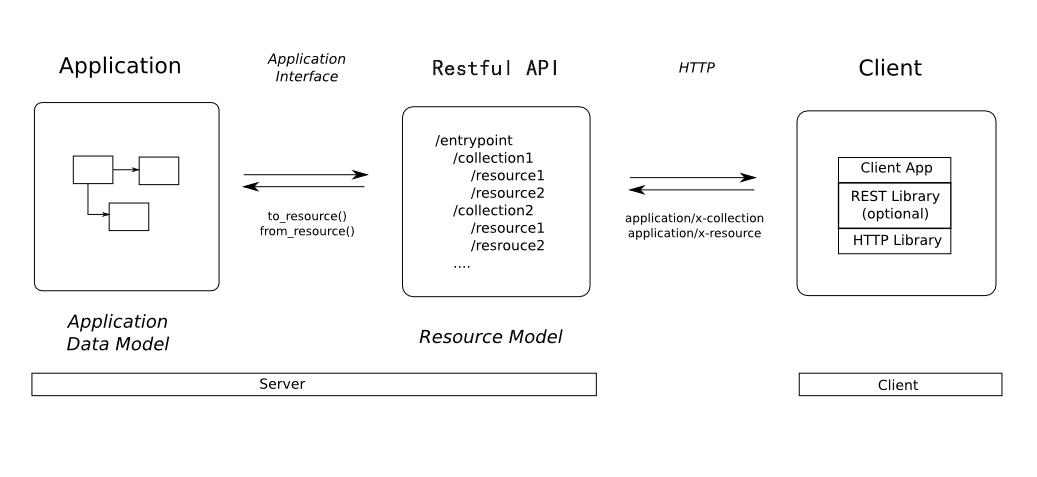 Application
Application
Interface
Restful API
HTTP
Client
/entrypoint
/collection1
/resource1
/resource2
/collection2
/resource1
/resrouce2
....
to_resource()
from_resource()
application/x-collection
application/x-resource
Client App
REST Library
(optional)
HTTP Library
Application
Data Model
Resource Model
Server
Client